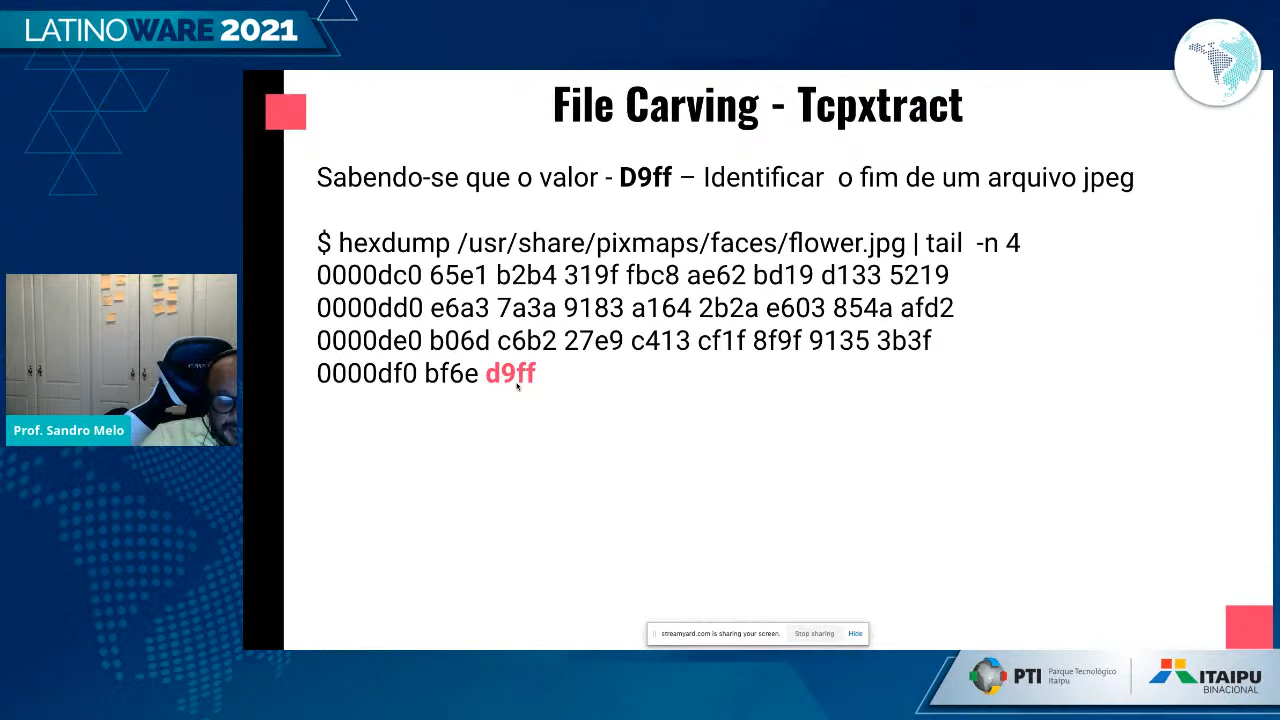 LATINOWARE 2021
File Carving - Tcpxtract
Sabendo-se que o valor - D9ff – Identificar o fim de um arquivo jpeg
$ hexdump /usr/share/pixmaps/faces/flower.jpg | tail -n 4
0000dc0 65e1 b2b4 319f fbc8 ae62 bd19 d133 5219
0000dd0 e6a3 7a3a 9183 a164 2b2a e603 854a afd2
0000de0 b06d c6b2 27e9 c413 cf1f 8f9f 9135 3b3f
0000df0 bf6e d9ff
Prof. Sandro Melo
streamyard.com is sharing your screen. Stop sharing Hide
PTI Parque Tecnológico
Itaipu
ITAIPU
BINACIONAL